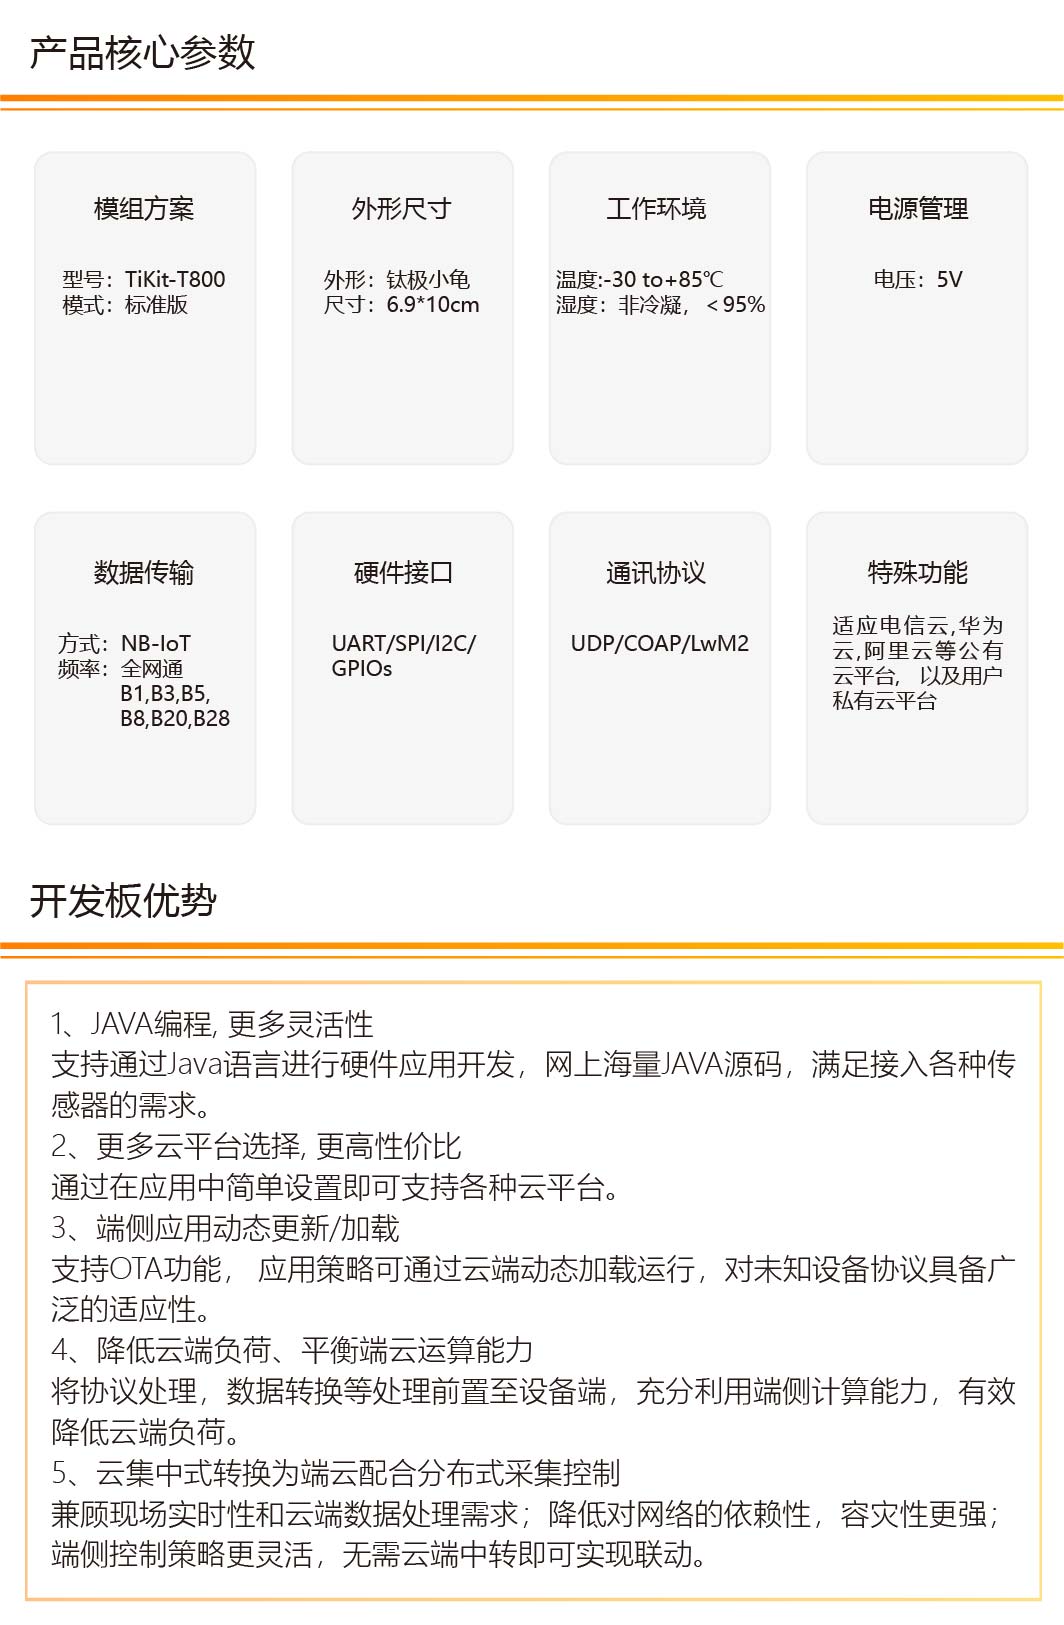 产品核心参数
模组方案
型号：TiKit-T800
模式：标准版
外形尺寸
外形：钛极小龟
尺寸：6.9*10cm
工作环境
温度:-30 to+85℃
湿度：非冷凝，＜95%
电源管理
电压：5V
数据传输
方式：NB-IoT
频率：全网通
B1,B3,B5,
B8,B20,B28
硬件接口
UART/SPI/I2C/
GPIOs
通讯协议
UDP/COAP/LwM2
特殊功能
适应电信云,华为
云,阿里云等公有
云平台， 以及用户
私有云平台
开发板优势
1、JAVA编程, 更多灵活性
支持通过Java语言进行硬件应用开发，网上海量JAVA源码，满足接入各种传
感器的需求。
2、更多云平台选择, 更高性价比
通过在应用中简单设置即可支持各种云平台。
3、端侧应用动态更新/加载
支持OTA功能， 应用策略可通过云端动态加载运行，对未知设备协议具备广
泛的适应性。
4、降低云端负荷、平衡端云运算能力
将协议处理，数据转换等处理前置至设备端，充分利用端侧计算能力，有效
降低云端负荷。
5、云集中式转换为端云配合分布式采集控制
兼顾现场实时性和云端数据处理需求；降低对网络的依赖性，容灾性更强；
端侧控制策略更灵活，无需云端中转即可实现联动。